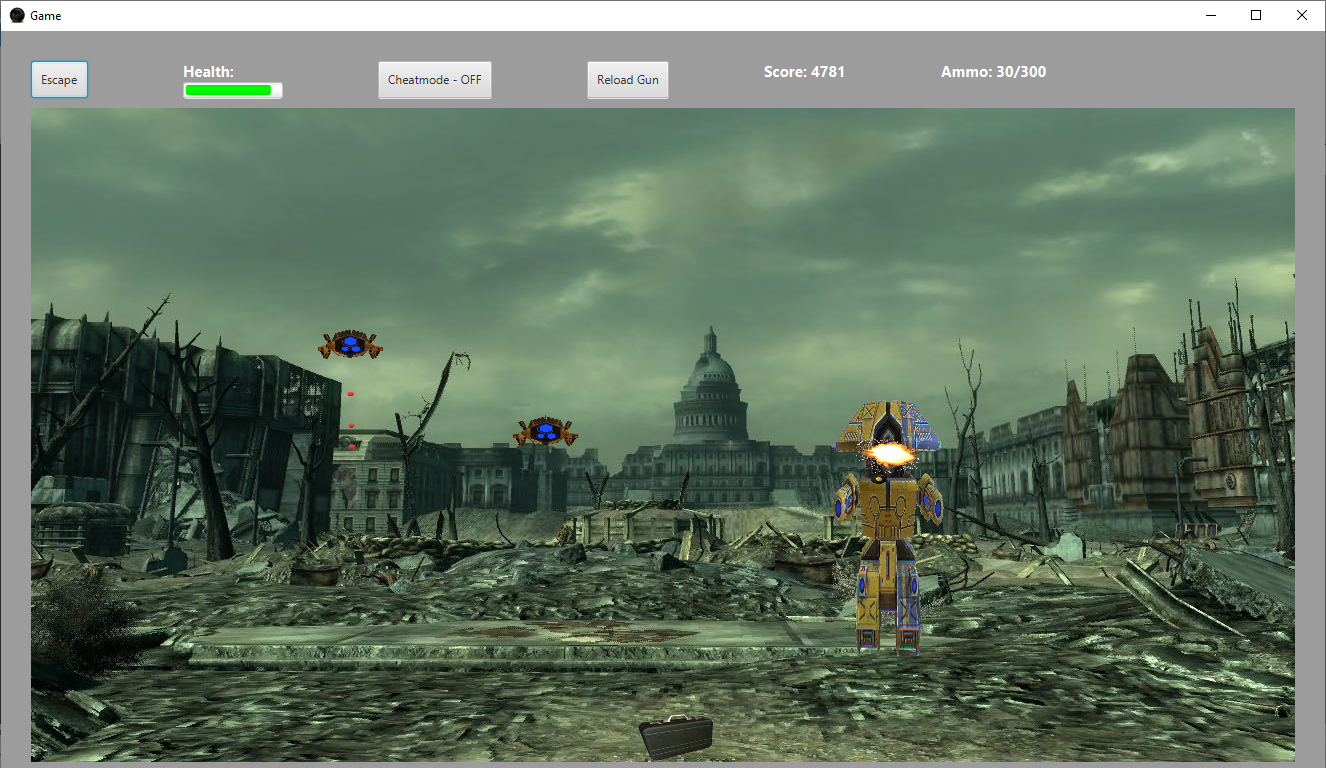 Game
Escape
Health:
Cheatmode - OFF
Reload Gun
Score: 4781
Ammo: 30/300